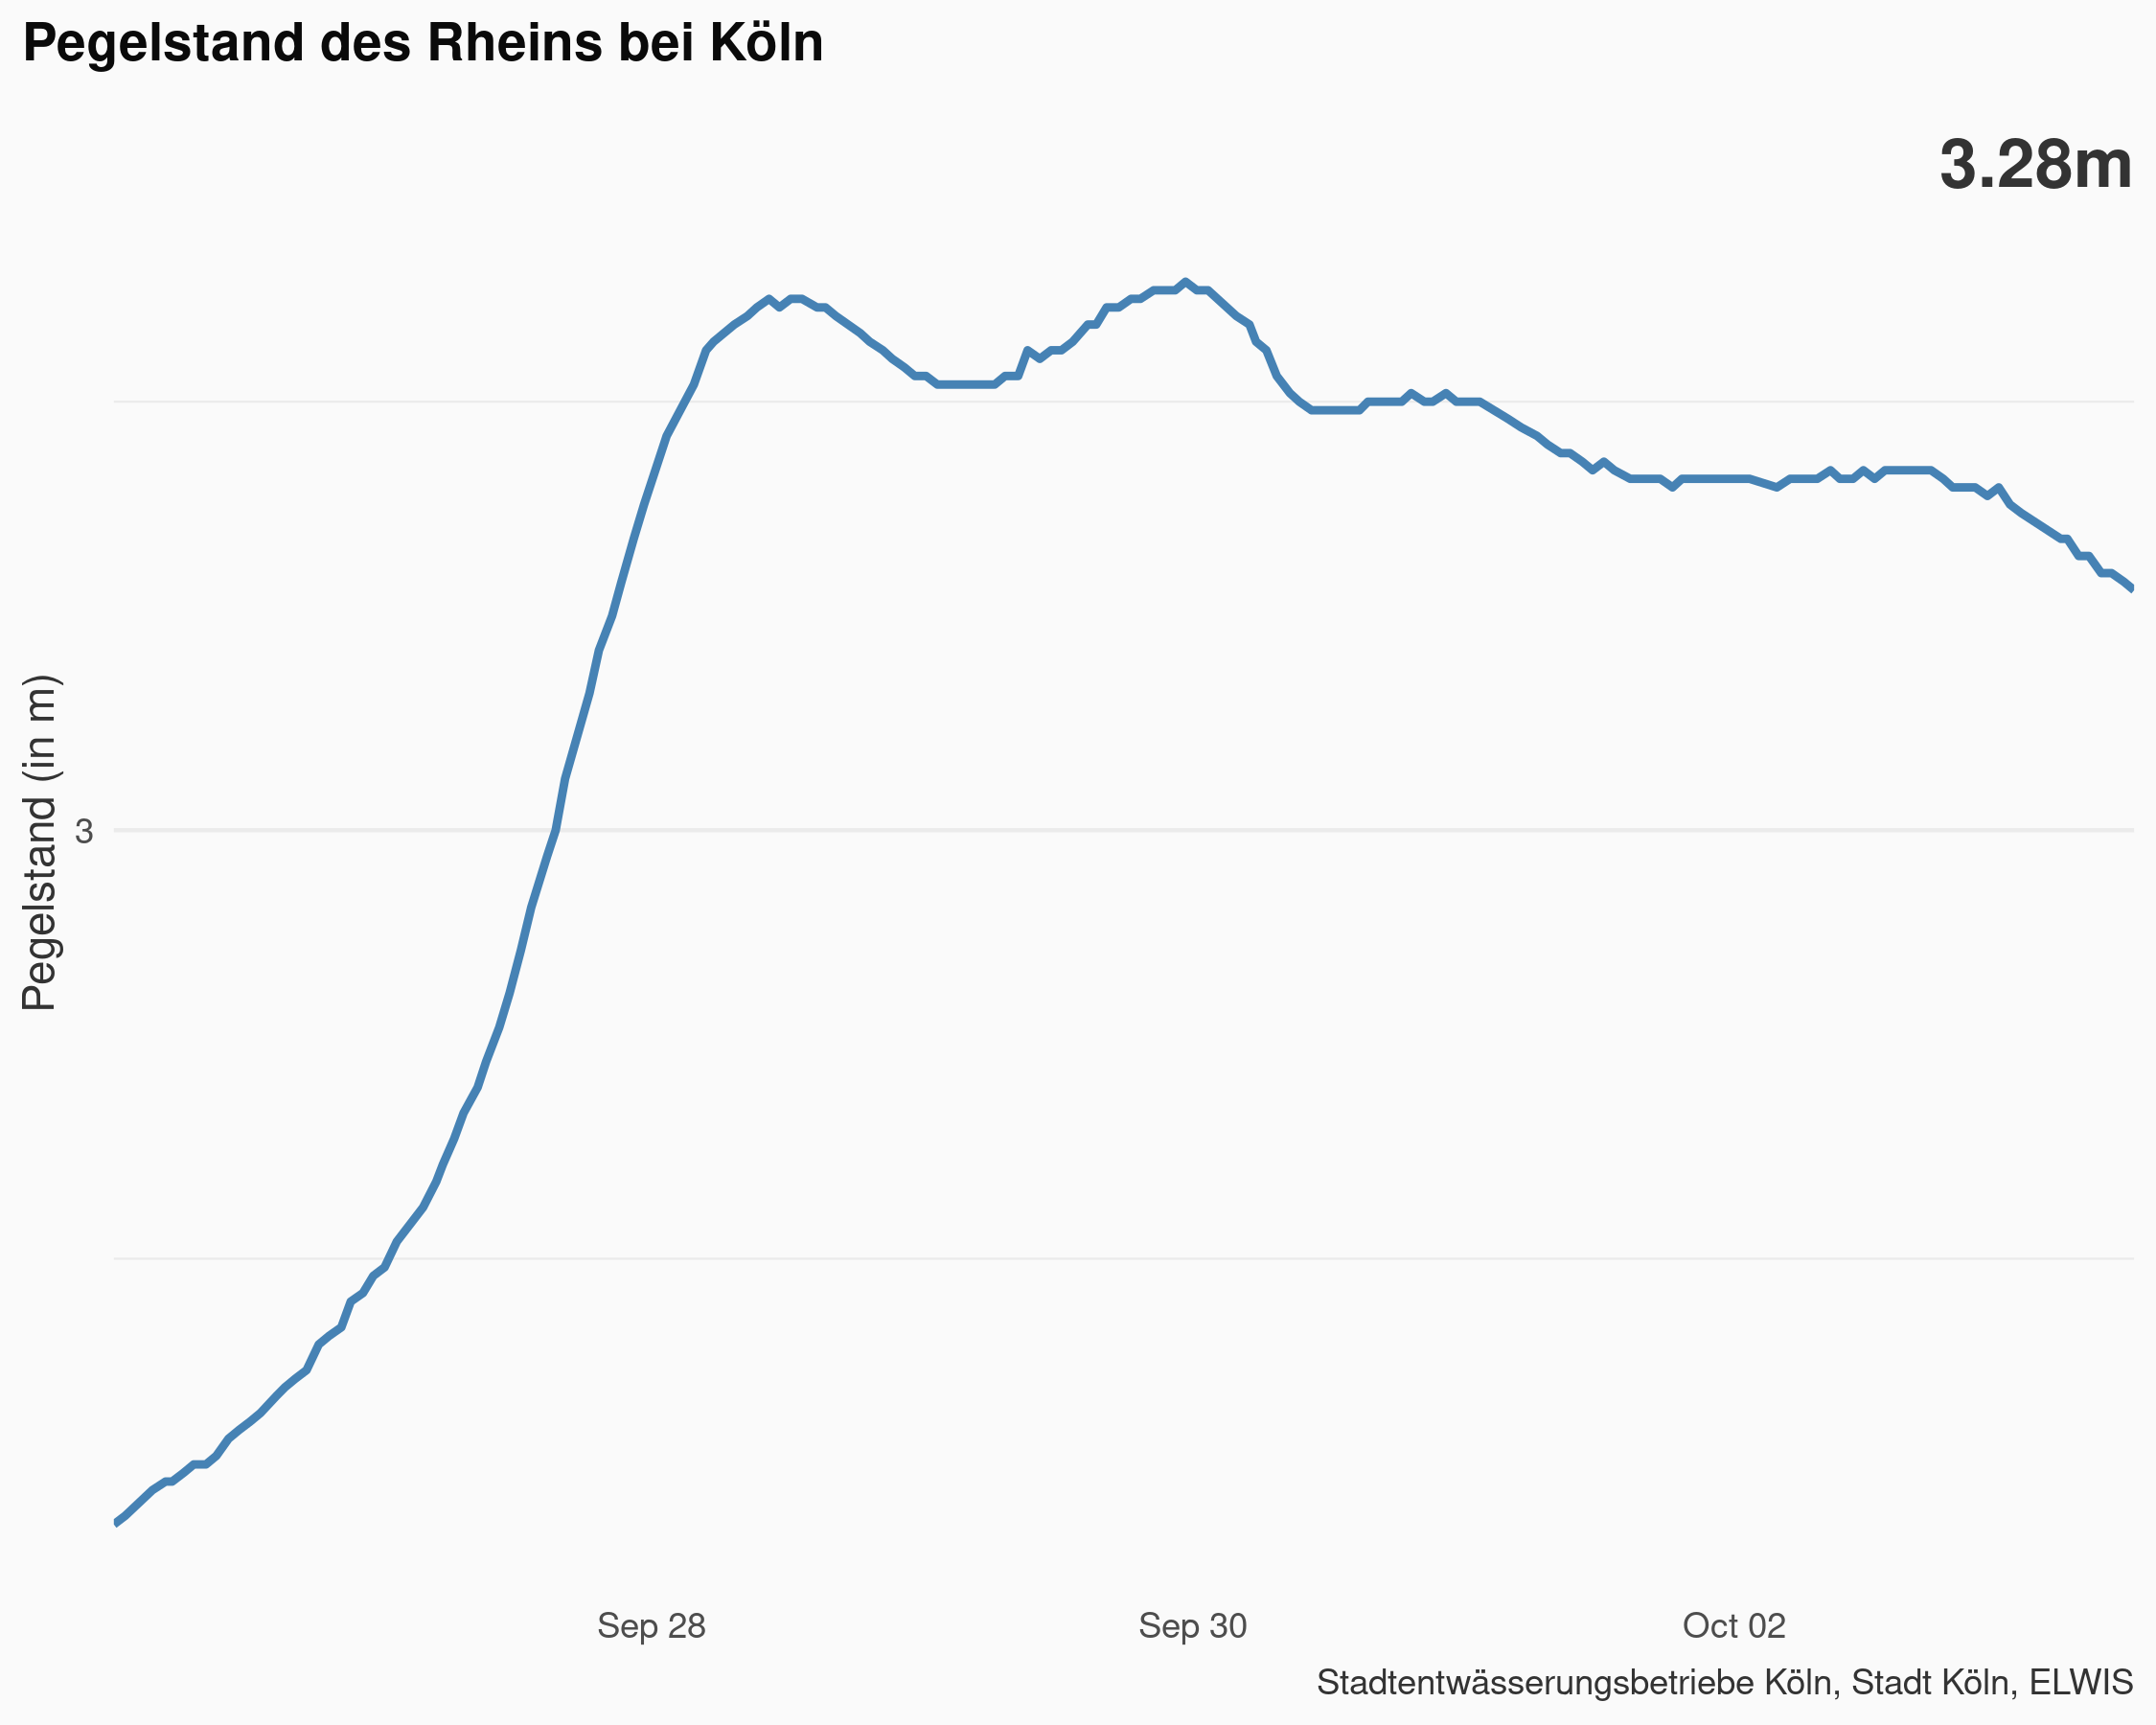 Pegelstand des Rheins bei Köln
3.28m
Pegelstand (in m)
3
Sep 28
Sep 30
Oct 02
Stadtentwässerungsbetriebe Köln, Stadt Köln, ELWIS